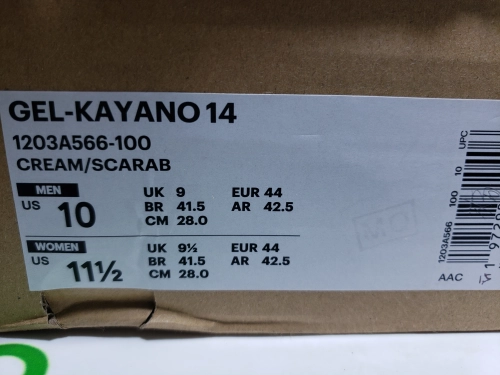 GEL-KAYANO 14
1203A566-100
CREAM/SCARAB
MEN
US 10
UK 9 EUR 44
BR 41.5 AR 42.5
CM 28.0
WOMEN
US 11½
UK 9½ EUR 44
BR 41.5 AR 42.5
CM 28.0
1203A566 100 10 UPC
AAC